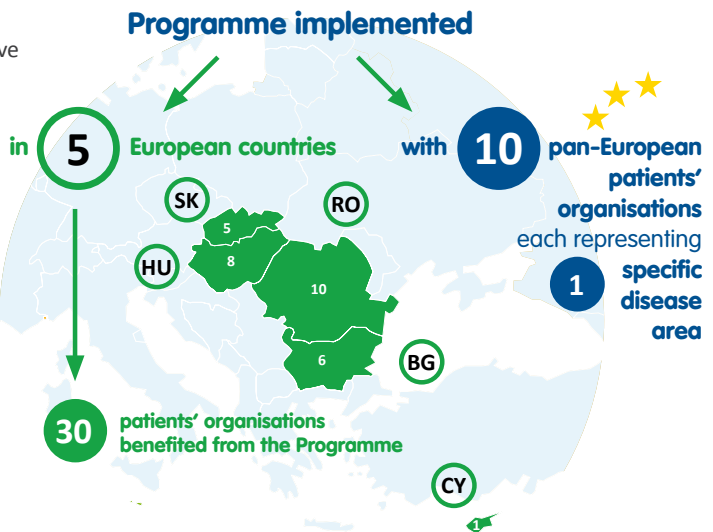 Programme implemented
ve
in 5 European countries
with 10 pan-European
patients'
organisations
each representing
1 specific
disease
area
SK
RO
5
HU
8
10
6
BG
30 patients' organisations
benefited from the Programme
CY
1